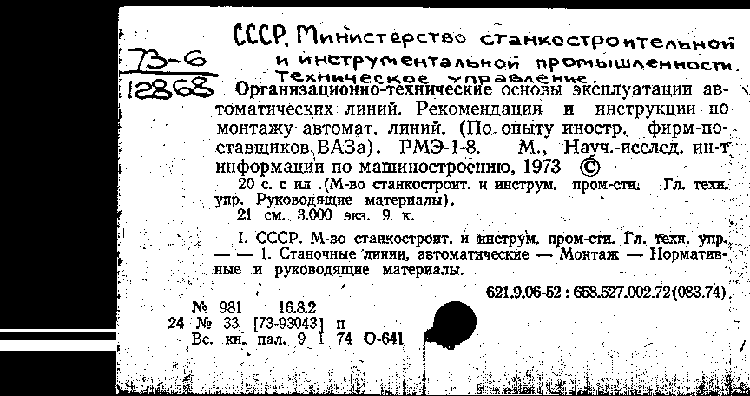 СССР. Министерство станкостроительной
и инструментальной промышленности.
Техническое управление
73-6
12868
Организационно-технические основы эксплуатации ав-
томатических линий. Рекомендации и инструкции по
монтажу автомат. линий. (По опыту иностр. фирм-по-
ставщиков ВАЗа). РМЭ-1-8. М., Науч.-исслед. ин-т
информации по машиностроению, 1973 ©
20 с. с ил. (М-во станкостроит. и инструм. пром-сти. Гл. техн.
упр. Руководящие материалы).
21 см. 3.000 экз. 9 к.
I. СССР. М-во станкостроит. и инструм. пром-сти. Гл. техн. упр.
— — 1. Станочные линии, автоматические — Монтаж — Норматив-
ные и руководящие материалы.
621.9.06-52 : 658.527.002.72 (083.74)
№ 981 16.8.2
24 № 33 [73-93043] п
Вс. кн. пал. 9 I 74 О-641